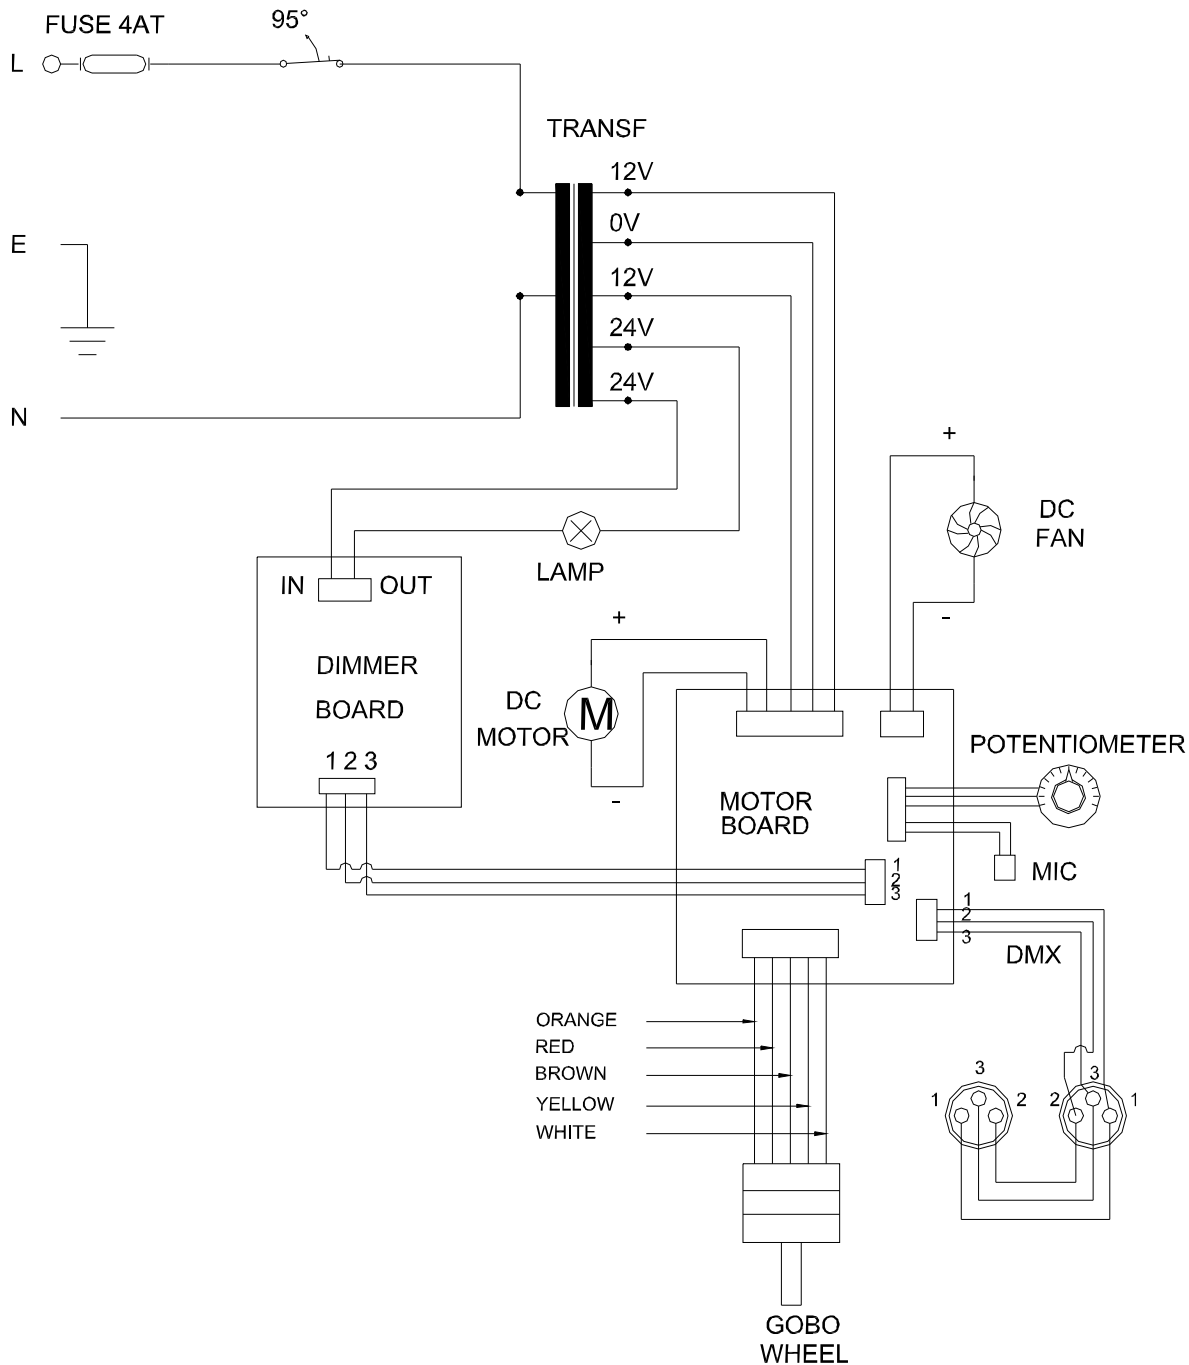 FUSE 4AT
95°
L
TRANSF
12V
0V
E
12V
24V
24V
N
+
DC
FAN
LAMP
IN OUT
+
-
DIMMER
BOARD
DC
MOTOR
M
POTENTIOMETER
1 2 3
-
MOTOR
BOARD
MIC
1
2
3
1
2
3
DMX
ORANGE
RED
BROWN
YELLOW
WHITE
3
1 2
3
2 1
GOBO
WHEEL